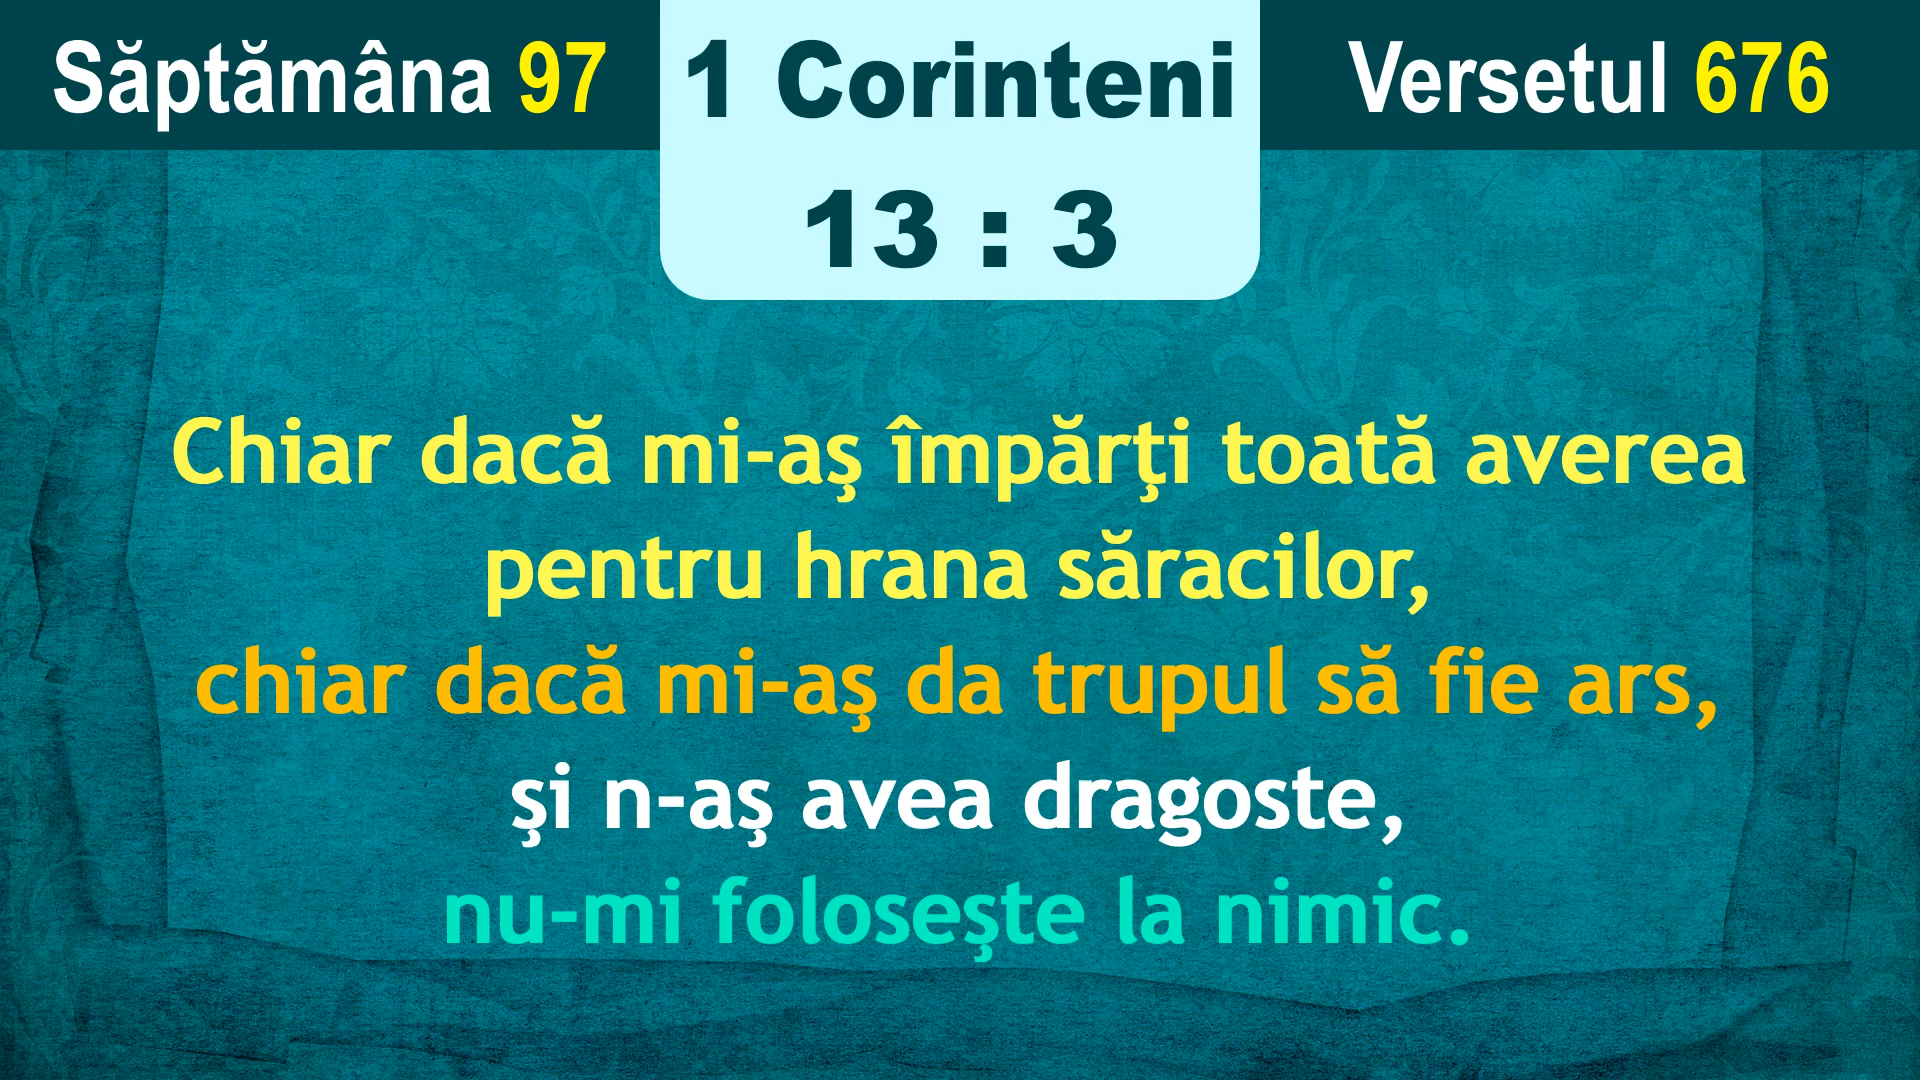 Săptămâna 97
1 Corinteni
13 : 3
Versetul 676
Chiar dacă mi-aş împărţi toată averea
pentru hrana săracilor,
chiar dacă mi-aş da trupul să fie ars,
şi n-aş avea dragoste,
nu-mi foloseşte la nimic.